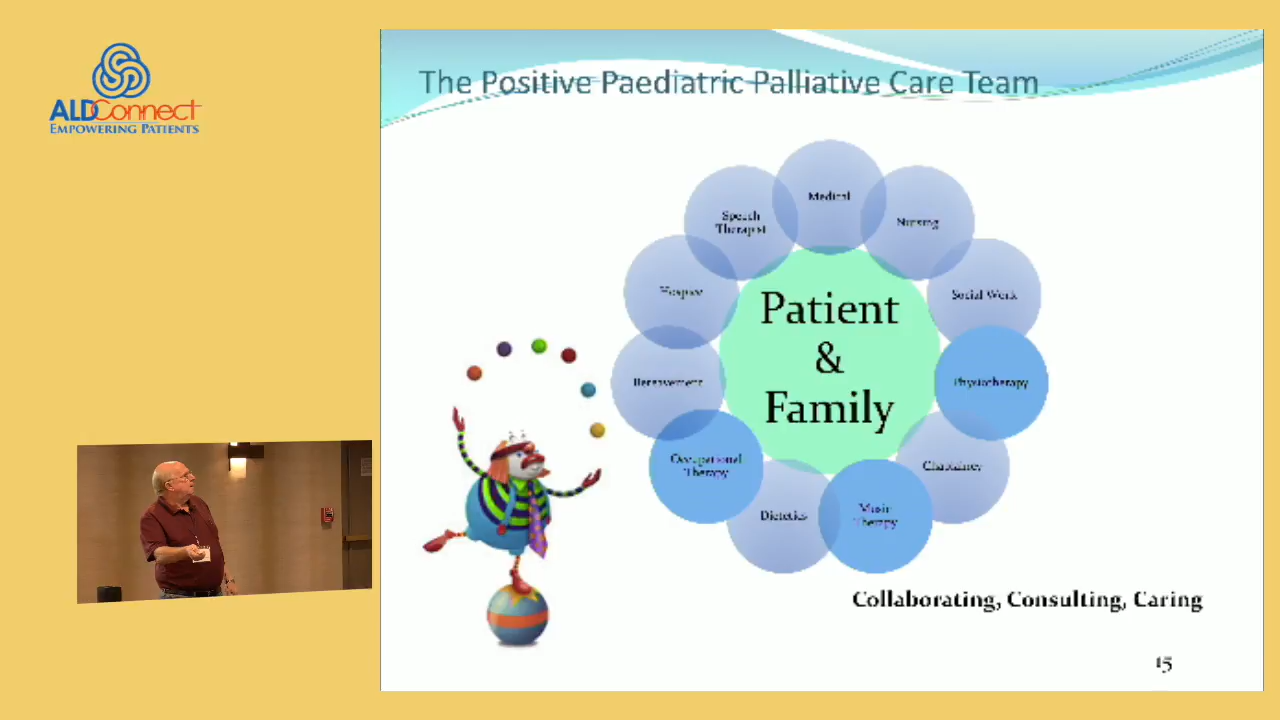 ALDConnect
EMPOWERING PATIENTS
The Positive Paediatric Palliative Care Team
Medical
Nursing
Social Work
Physiotherapy
Chaplaincy
Music
Therapy
Dietetics
Occupational
Therapy
Bereavement
Hospice
Speech
Therapist
Patient
&
Family
Collaborating, Consulting, Caring
15